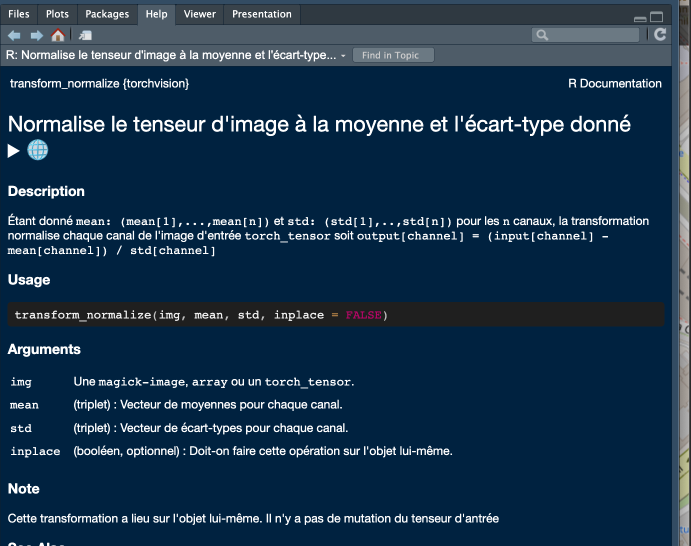 Files Plots Packages Help Viewer Presentation
R: Normalise le tenseur d'image à la moyenne et l'écart-type... Find in Topic
transform_normalize {torchvision} R Documentation
Normalise le tenseur d'image à la moyenne et l'écart-type donné
Description
Étant donné mean: (mean[1],...,mean[n]) et std: (std[1],..,std[n]) pour les n canaux, la transformation
normalise chaque canal de l'image d'entrée torch_tensor soit output[channel] = (input[channel] -
mean[channel]) / std[channel]
Usage
transform_normalize(img, mean, std, inplace = FALSE)
Arguments
img Une magick-image, array ou un torch_tensor.
mean (triplet) : Vecteur de moyennes pour chaque canal.
std (triplet) : Vecteur de écart-types pour chaque canal.
inplace (booléen, optionnel) : Doit-on faire cette opération sur l'objet lui-même.
Note
Cette transformation a lieu sur l'objet lui-même. Il n'y a pas de mutation du tenseur d'antrée
See Also